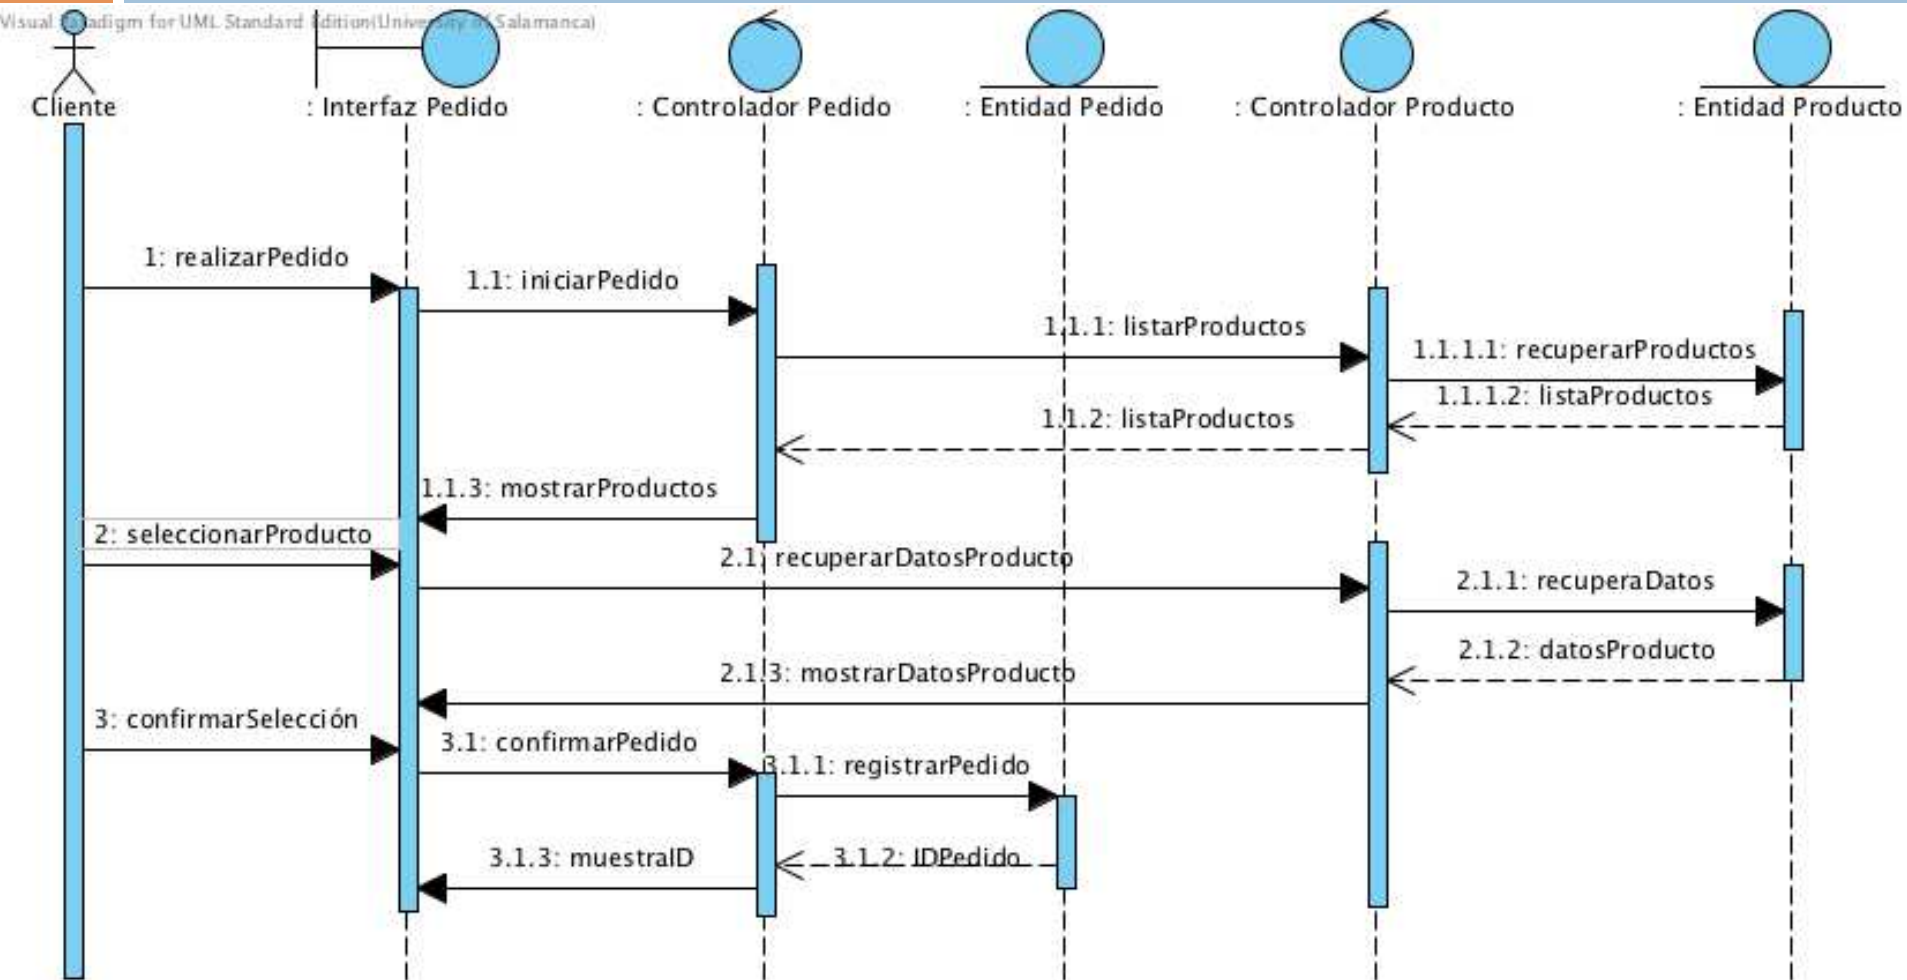 Visual Paradigm for UML Standard Edition(University of Salamanca)
Cliente
: Interfaz Pedido
: Controlador Pedido
: Entidad Pedido
: Controlador Producto
: Entidad Producto
1: realizarPedido
1.1: iniciarPedido
1.1.1: listarProductos
1.1.1.1: recuperarProductos
1.1.1.2: listaProductos
1.1.2: listaProductos
1.1.3: mostrarProductos
2: seleccionarProducto
2.1: recuperarDatosProducto
2.1.1: recuperaDatos
2.1.2: datosProducto
2.1.3: mostrarDatosProducto
3: confirmarSelección
3.1: confirmarPedido
3.1.1: registrarPedido
3.1.2: IDPedido
3.1.3: muestraID